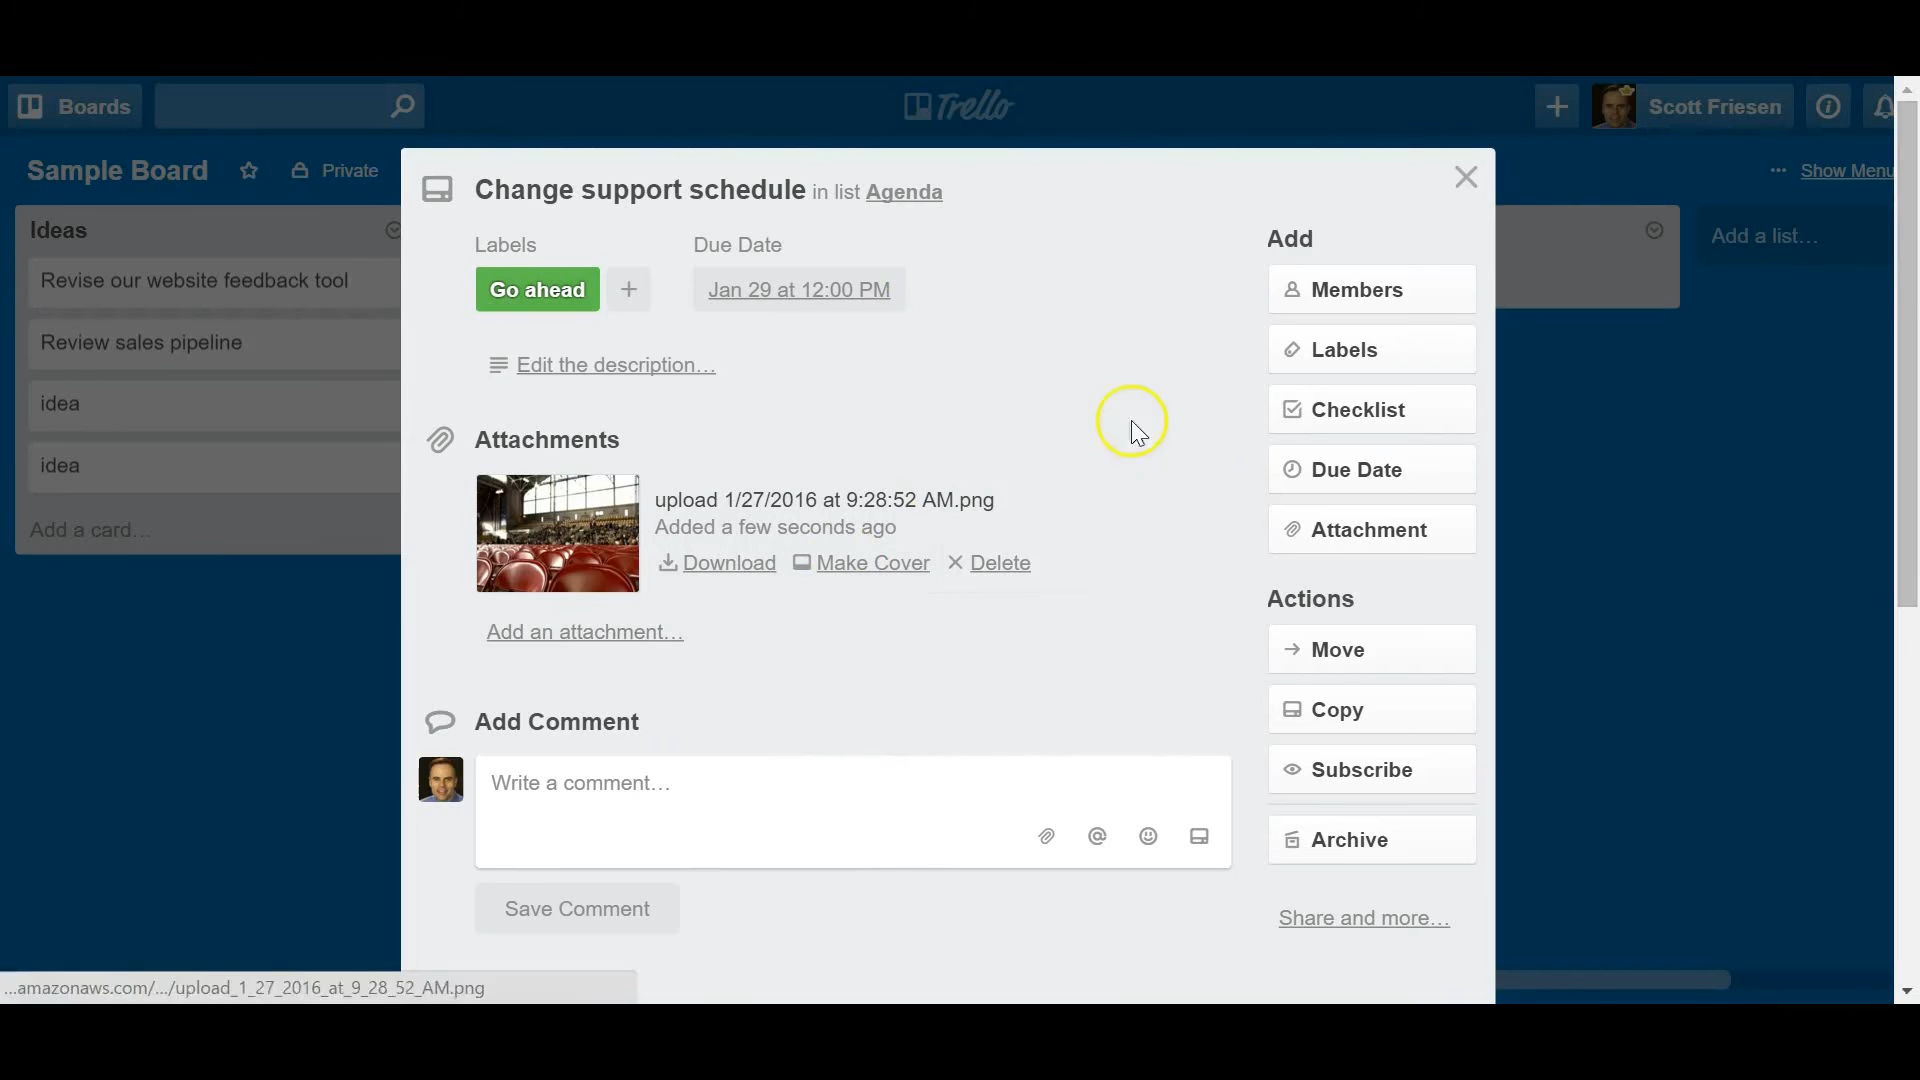 Boards
Trello
Scott Friesen
Sample Board
Private
Show Menu
Ideas
Revise our website feedback tool
Review sales pipeline
idea
idea
Add a card…
Change support schedule in list Agenda
Labels
Due Date
Go ahead
Jan 29 at 12:00 PM
Edit the description…
Attachments
upload 1/27/2016 at 9:28:52 AM.png
Added a few seconds ago
Download
Make Cover
Delete
Add an attachment…
Add Comment
Write a comment…
Save Comment
Add
Members
Labels
Checklist
Due Date
Attachment
Actions
Move
Copy
Subscribe
Archive
Share and more…
Add a list…
...amazonaws.com/.../upload_1_27_2016_at_9_28_52_AM.png